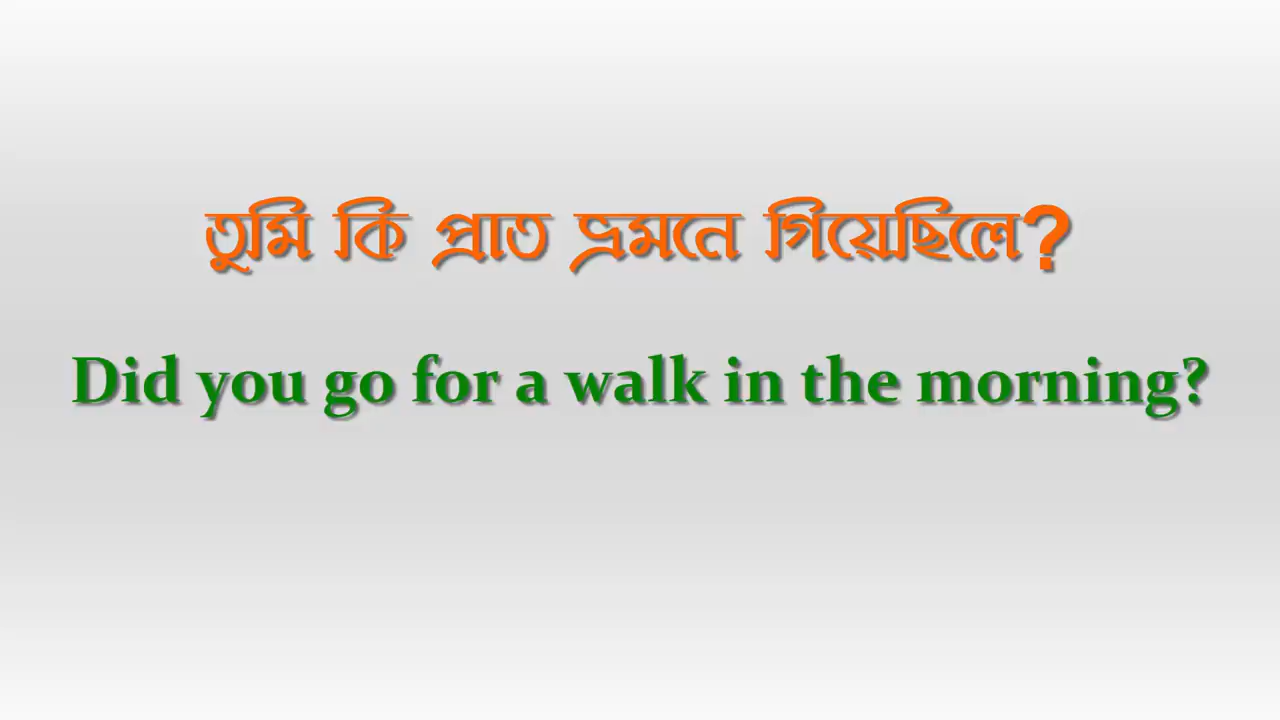 তুমি কি প্রাত ভ্রমনে গিয়েছিলে?
Did you go for a walk in the morning?